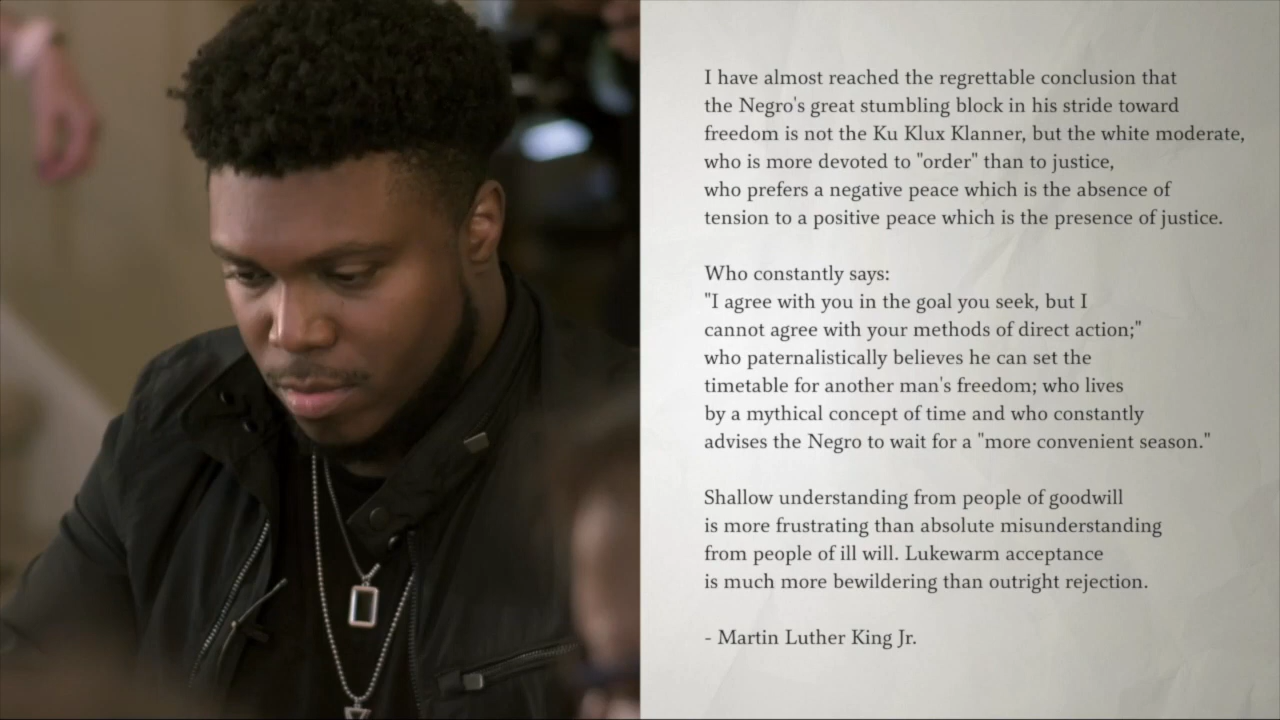 I have almost reached the regrettable conclusion that
the Negro's great stumbling block in his stride toward
freedom is not the Ku Klux Klanner, but the white moderate,
who is more devoted to "order" than to justice,
who prefers a negative peace which is the absence of
tension to a positive peace which is the presence of justice.
Who constantly says:
"I agree with you in the goal you seek, but I
cannot agree with your methods of direct action;"
who paternalistically believes he can set the
timetable for another man's freedom; who lives
by a mythical concept of time and who constantly
advises the Negro to wait for a "more convenient season."
Shallow understanding from people of goodwill
is more frustrating than absolute misunderstanding
from people of ill will. Lukewarm acceptance
is much more bewildering than outright rejection.
- Martin Luther King Jr.